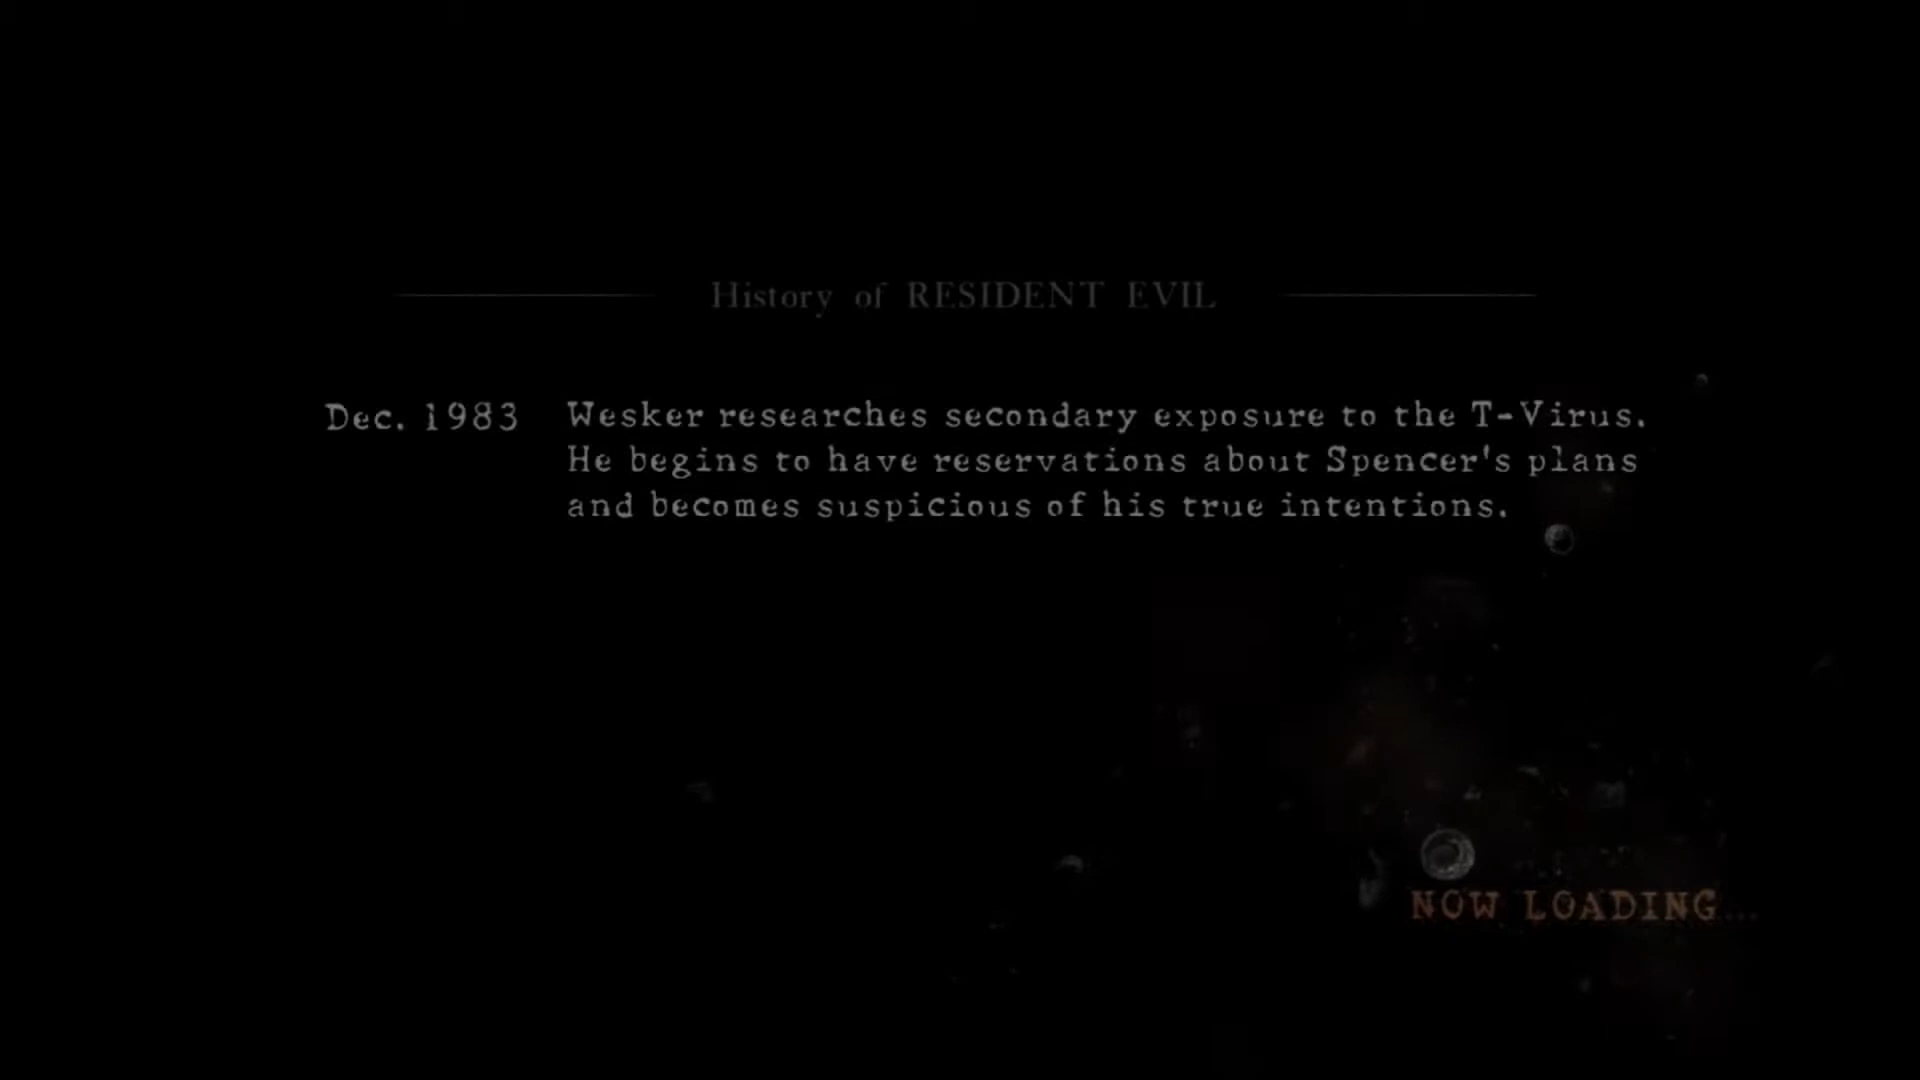 History of RESIDENT EVIL
Dec. 1983 Wesker researches secondary exposure to the T-Virus.
He begins to have reservations about Spencer's plans
and becomes suspicious of his true intentions.
NOW LOADING...